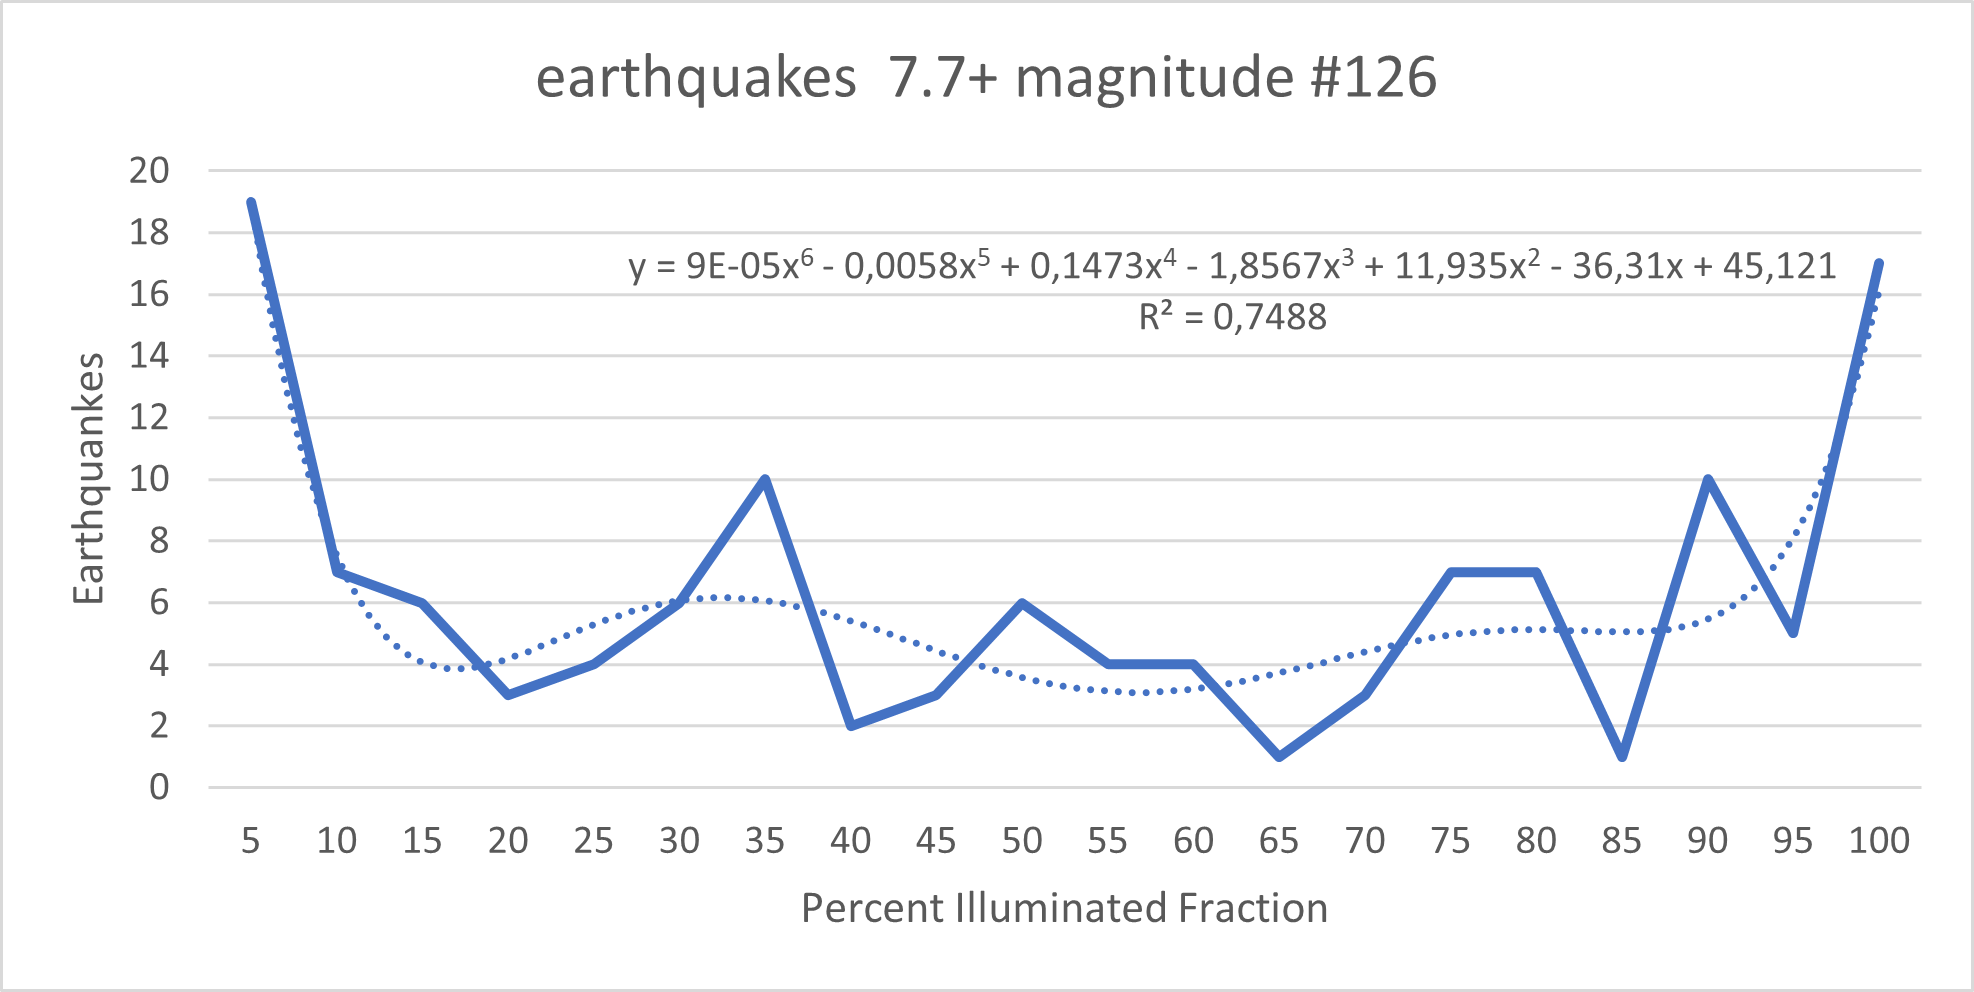 earthquakes  7.7+ magnitude #126
20
18
16
14
12
10
8
6
4
2
0
Earthquankes
y = 9E-05x⁶ - 0,0058x⁵ + 0,1473x⁴ - 1,8567x³ + 11,935x² - 36,31x + 45,121
R² = 0,7488
5 10 15 20 25 30 35 40 45 50 55 60 65 70 75 80 85 90 95 100
Percent Illuminated Fraction